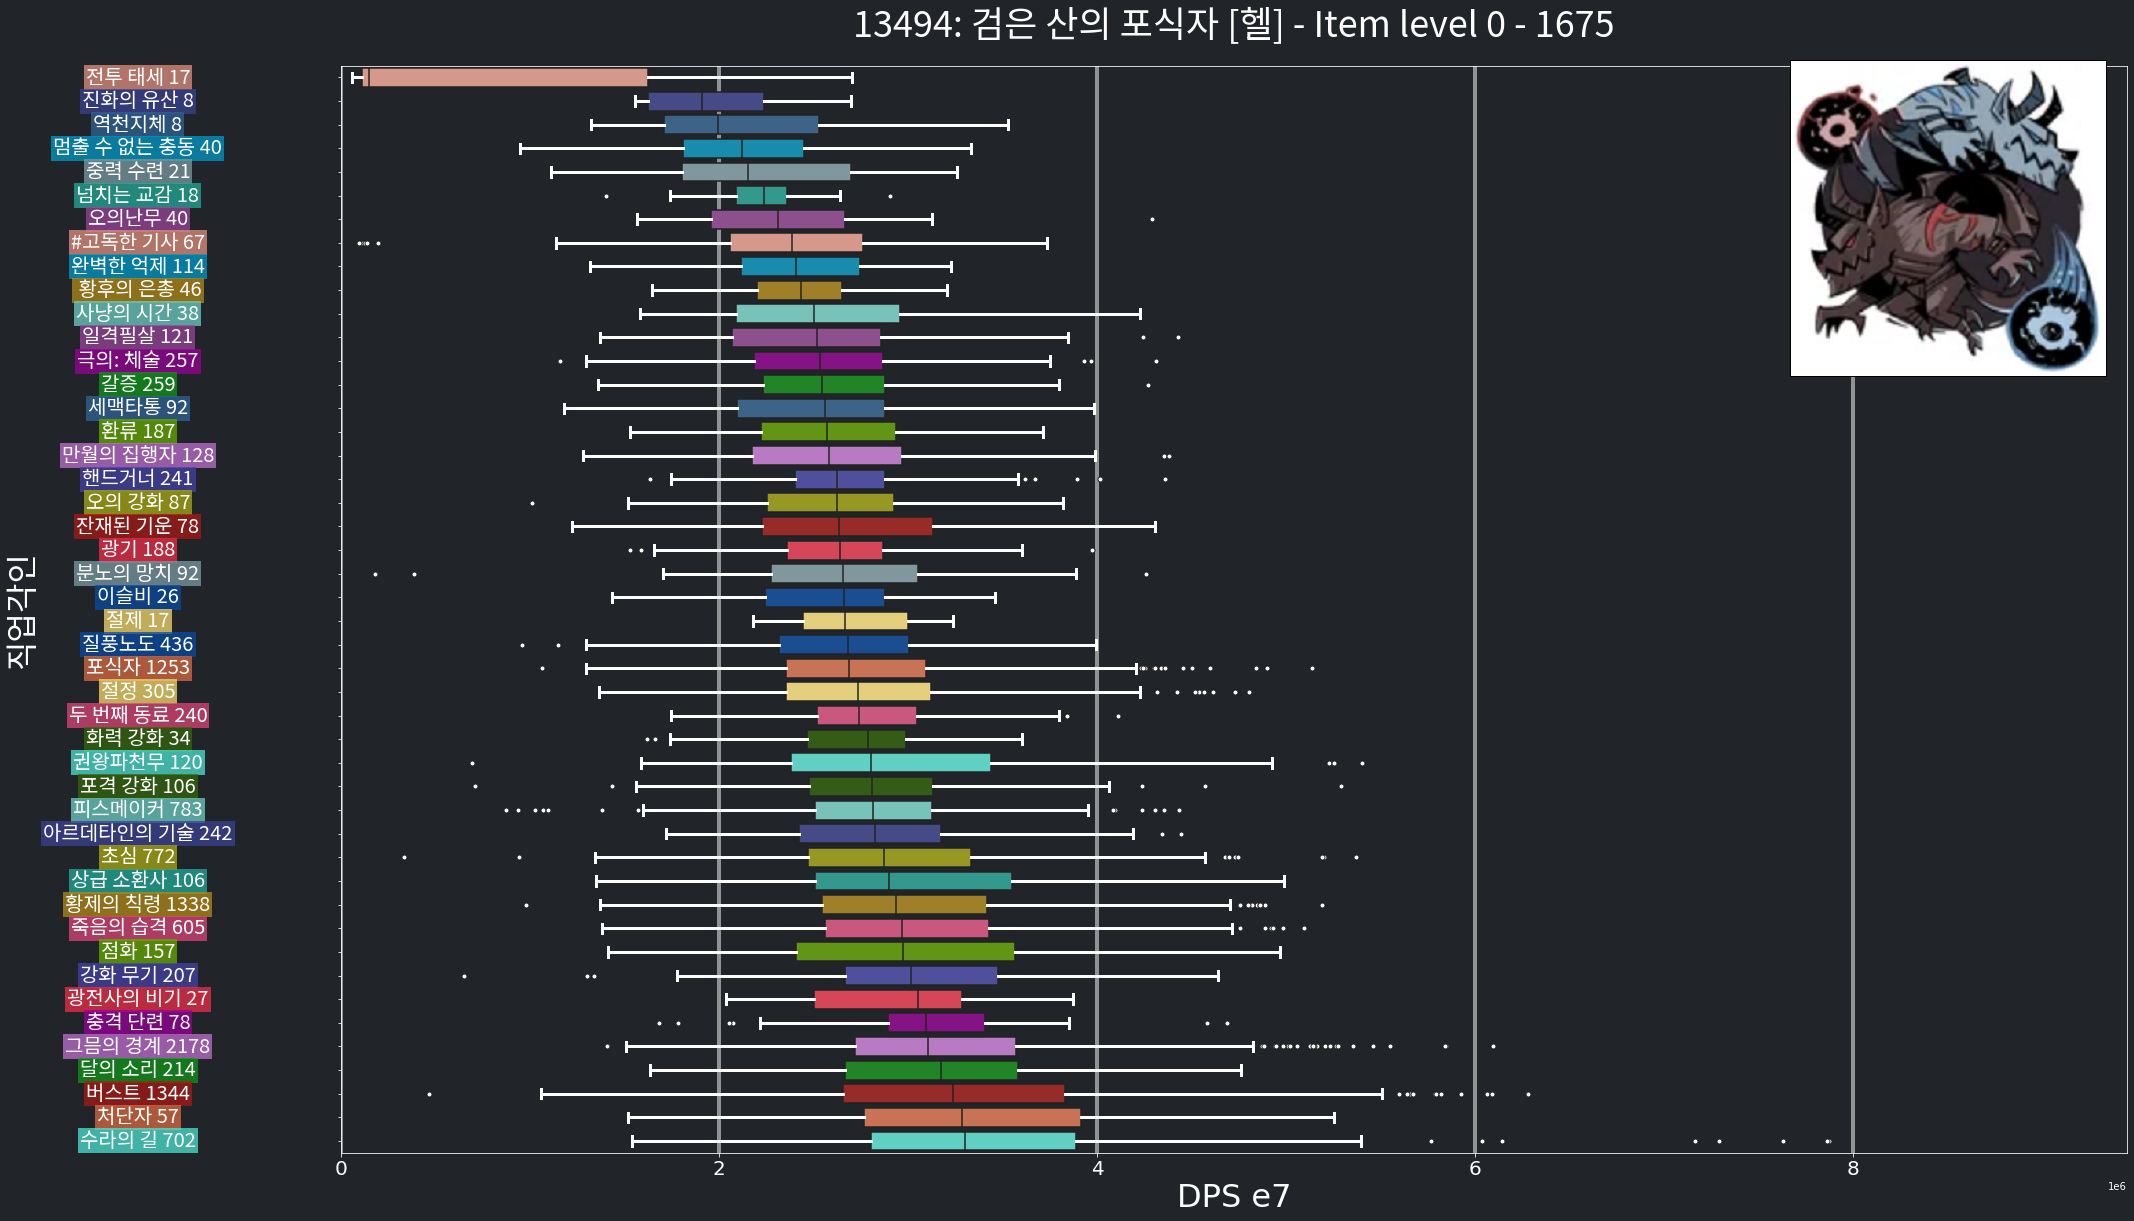 13494: 검은 산의 포식자 [헬] - Item level 0 - 1675
직업각인
전투 태세 17
진화의 유산 8
역천지체 8
멈출 수 없는 충동 40
중력 수련 21
넘치는 교감 18
오의난무 40
#고독한 기사 67
완벽한 억제 114
황후의 은총 46
사냥의 시간 38
일격필살 121
극의: 체술 257
갈증 259
세맥타통 92
환류 187
만월의 집행자 128
핸드거너 241
오의 강화 87
잔재된 기운 78
광기 188
분노의 망치 92
이슬비 26
절제 17
질풍노도 436
포식자 1253
절정 305
두 번째 동료 240
화력 강화 34
권왕파천무 120
포격 강화 106
피스메이커 783
아르데타인의 기술 242
초심 772
상급 소환사 106
황제의 칙령 1338
죽음의 습격 605
점화 157
강화 무기 207
광전사의 비기 27
충격 단련 78
그믐의 경계 2178
달의 소리 214
버스트 1344
처단자 57
수라의 길 702
0 2 4 6 8
1e6
DPS e7